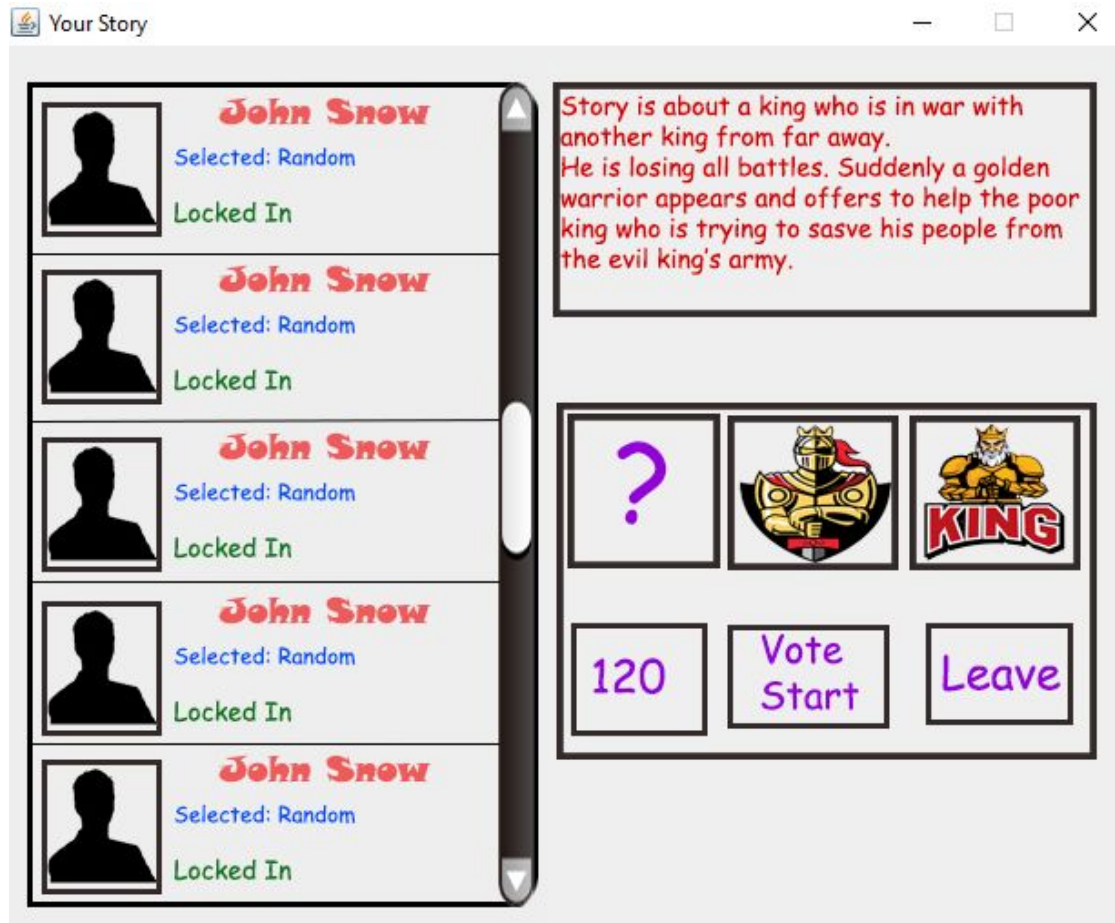 Your Story
John Snow
Selected: Random
Locked In
John Snow
Selected: Random
Locked In
John Snow
Selected: Random
Locked In
John Snow
Selected: Random
Locked In
John Snow
Selected: Random
Locked In
Story is about a king who is in war with
another king from far away.
He is losing all battles. Suddenly a golden
warrior appears and offers to help the poor
king who is trying to sasve his people from
the evil king's army.
?
KING
120
Vote
Start
Leave